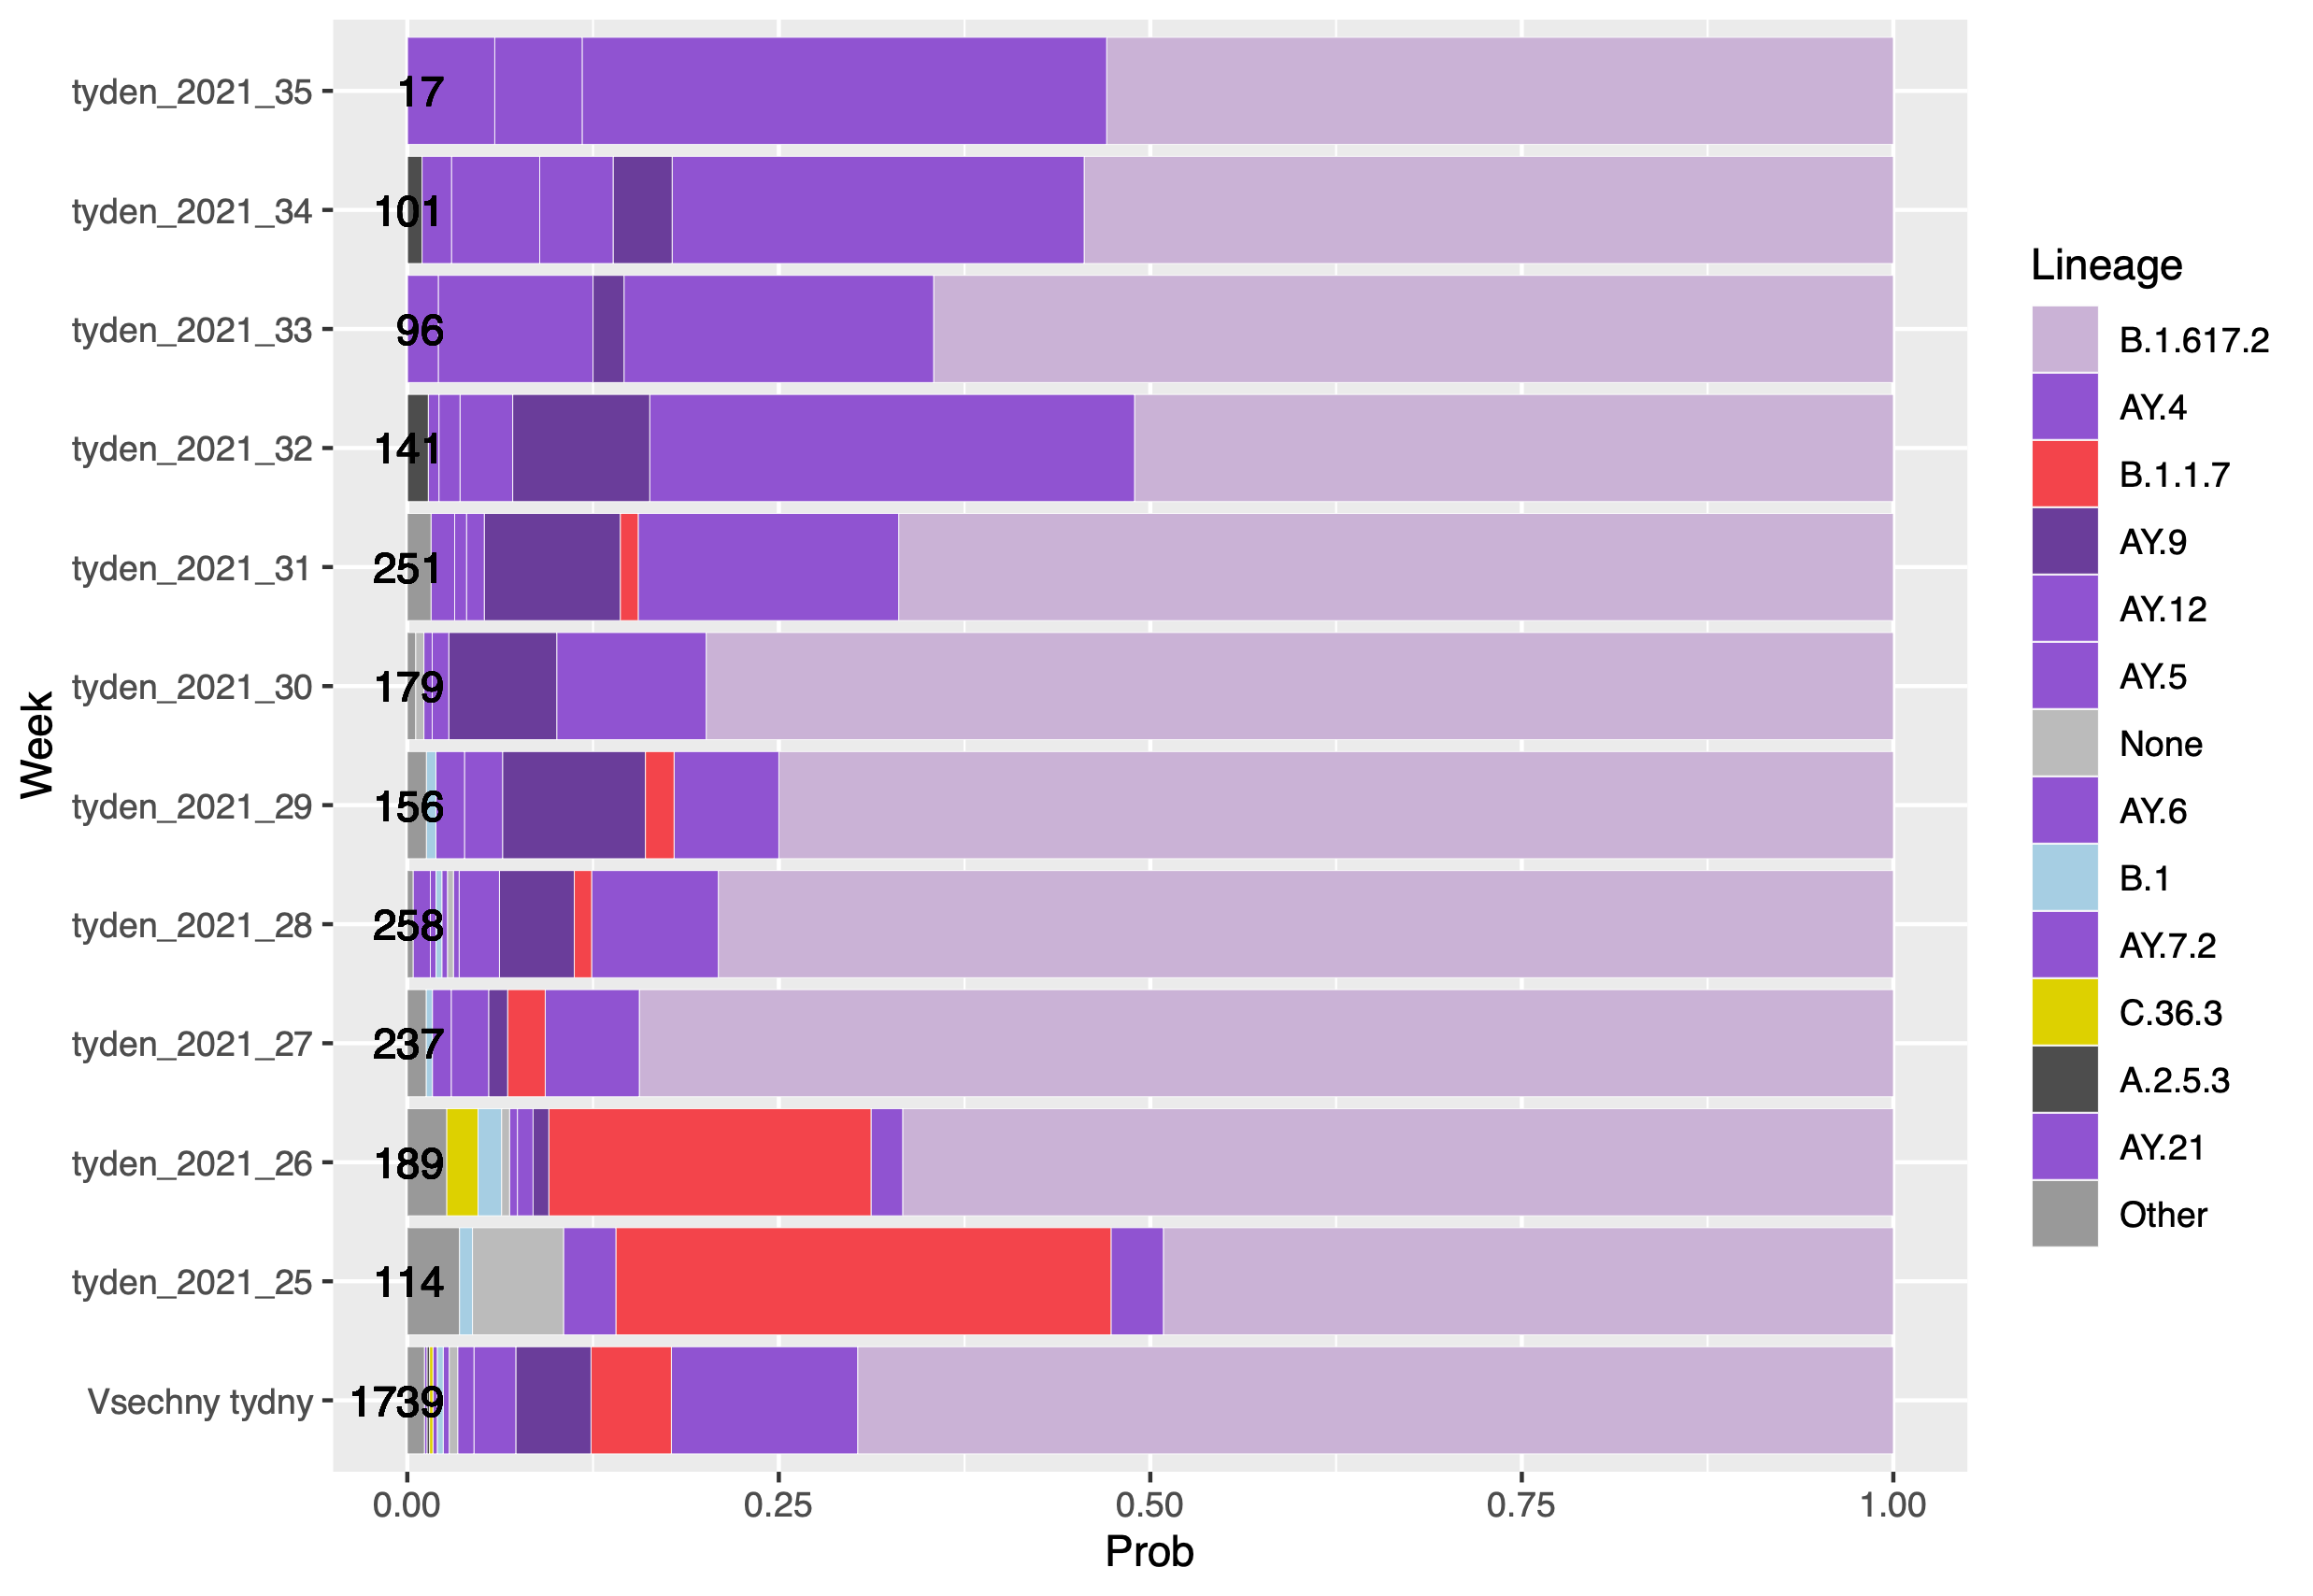 Week
tyden_2021_35
17
tyden_2021_34
101
tyden_2021_33
96
tyden_2021_32
141
tyden_2021_31
251
tyden_2021_30
179
tyden_2021_29
156
tyden_2021_28
258
tyden_2021_27
237
tyden_2021_26
189
tyden_2021_25
114
Vsechny tydny
1739
0.00 0.25 0.50 0.75 1.00
Prob
Lineage
B.1.617.2
AY.4
B.1.1.7
AY.9
AY.12
AY.5
None
AY.6
B.1
AY.7.2
C.36.3
A.2.5.3
AY.21
Other